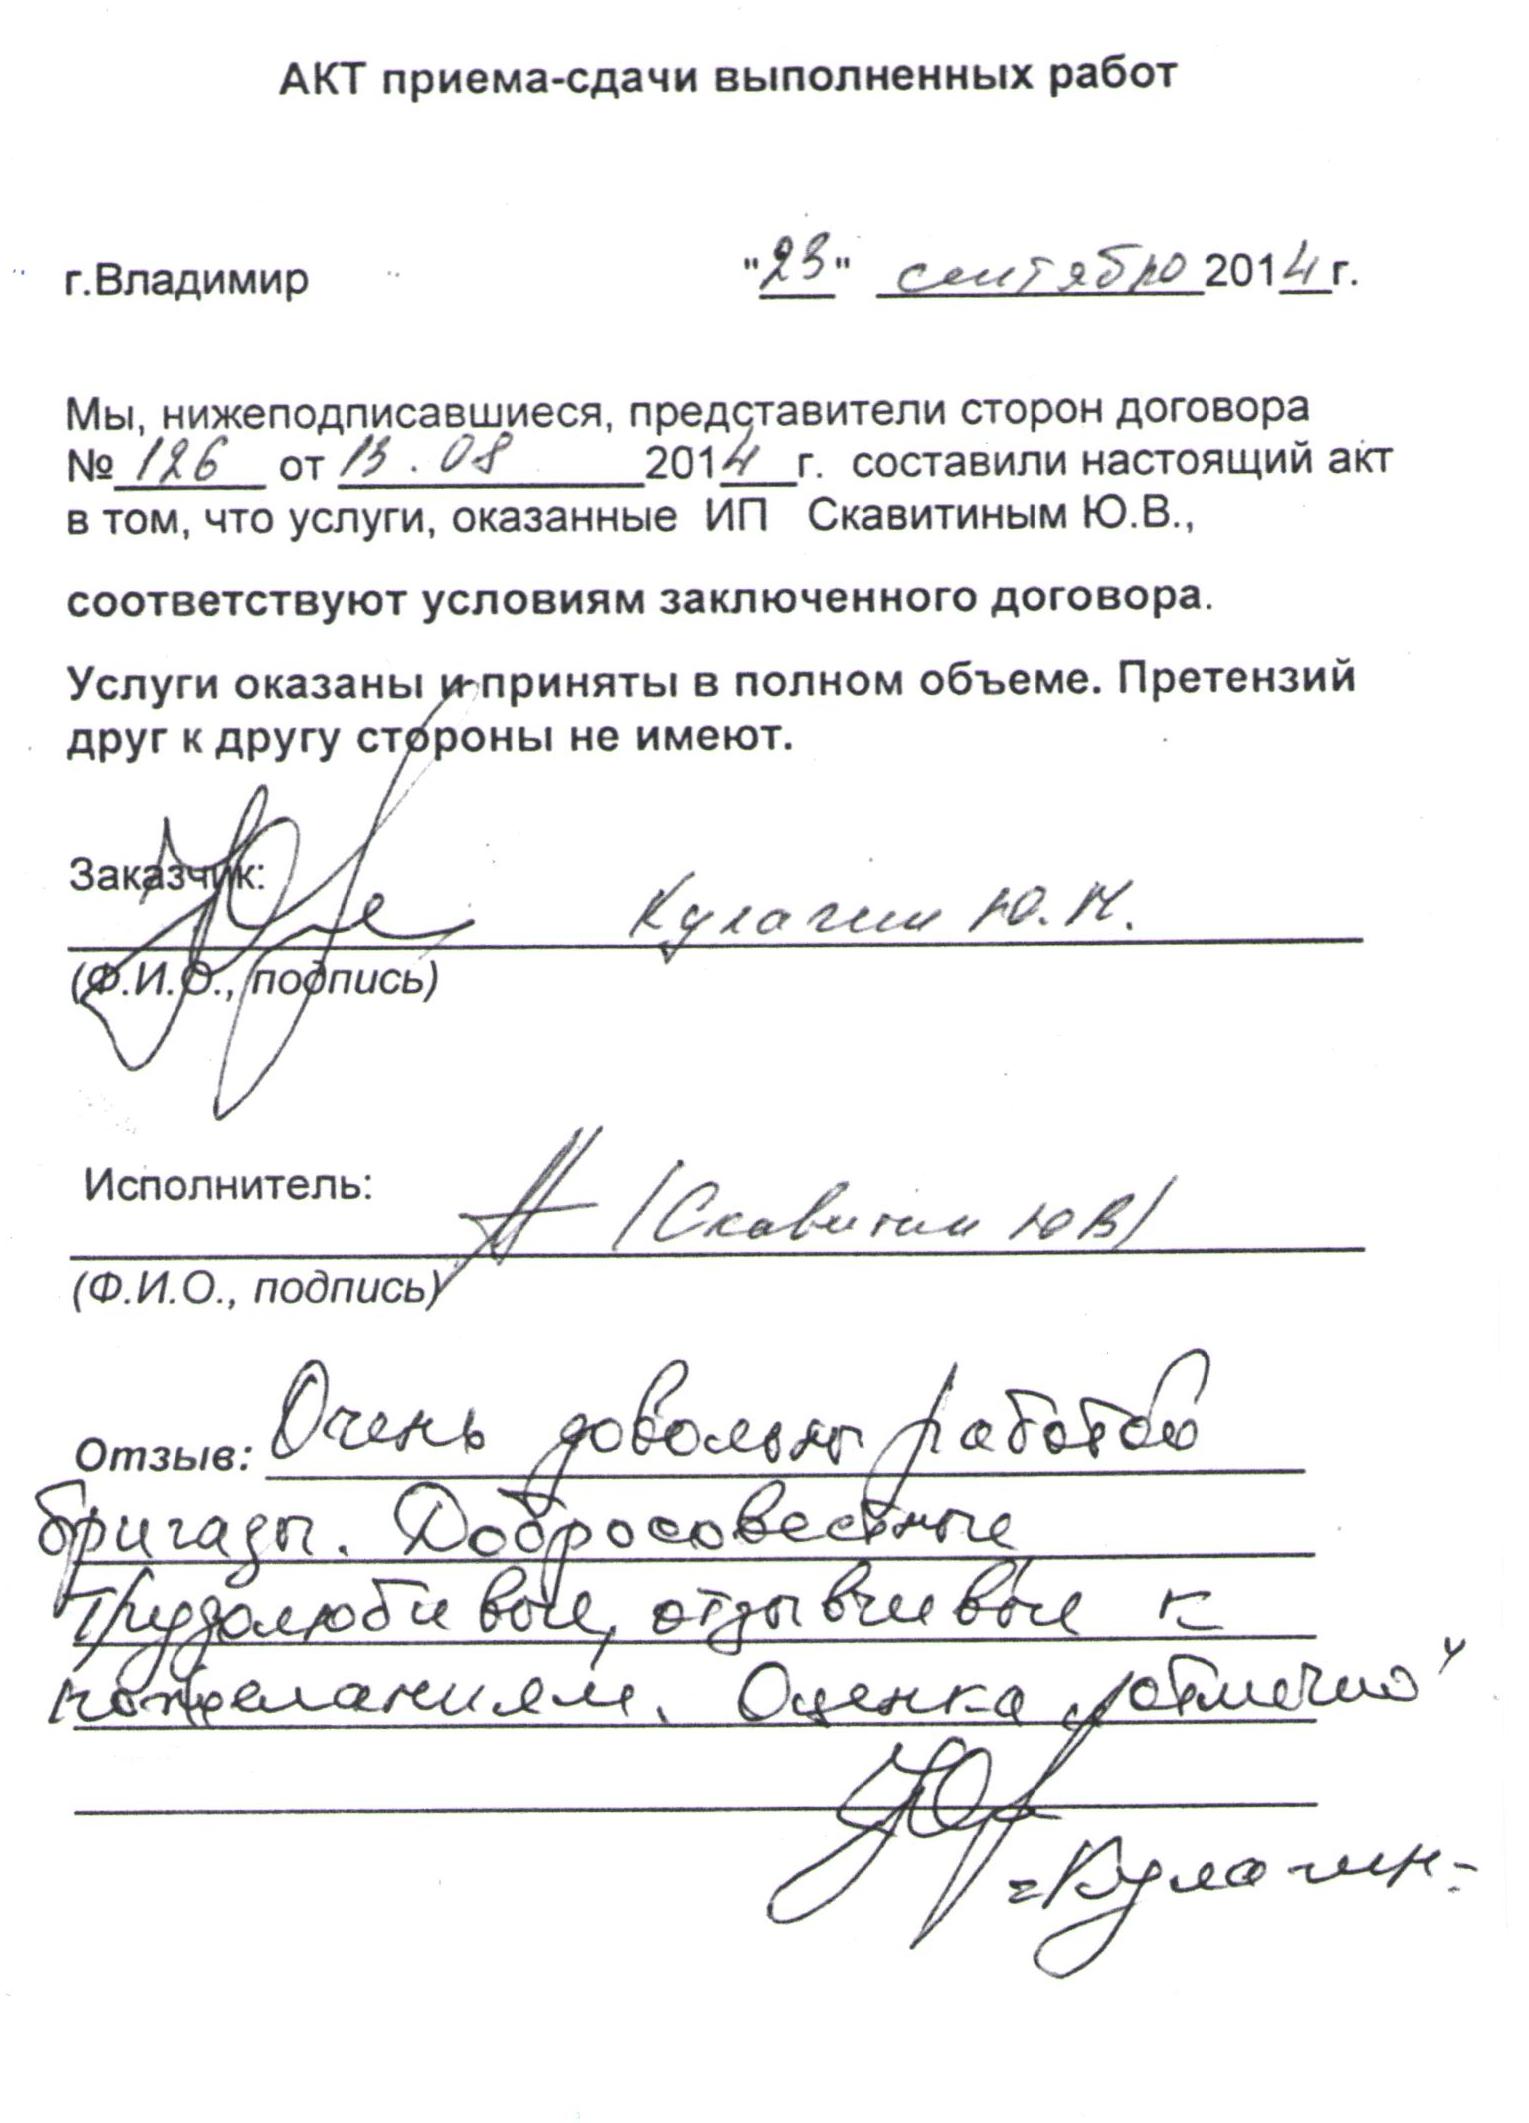 АКТ приема-сдачи выполненных работ
г.Владимир "23" сентября 2014 г.
Мы, нижеподписавшиеся, представители сторон договора
№ 126 от 13.08 2014 г. составили настоящий акт
в том, что услуги, оказанные ИП Скавитиным Ю.В.,
соответствуют условиям заключенного договора.
Услуги оказаны и приняты в полном объеме. Претензий
друг к другу стороны не имеют.
Заказчик:
Кулагин Ю.Н.
(Ф.И.О., подпись)
Исполнитель:
(Скавитин ЮВ)
(Ф.И.О., подпись)
Отзыв: Очень довольны работой
бригады. Добросовестные
трудолюбивые, отзывчивые к
пожеланиям. Оценка „отлично"
=Кулагин=